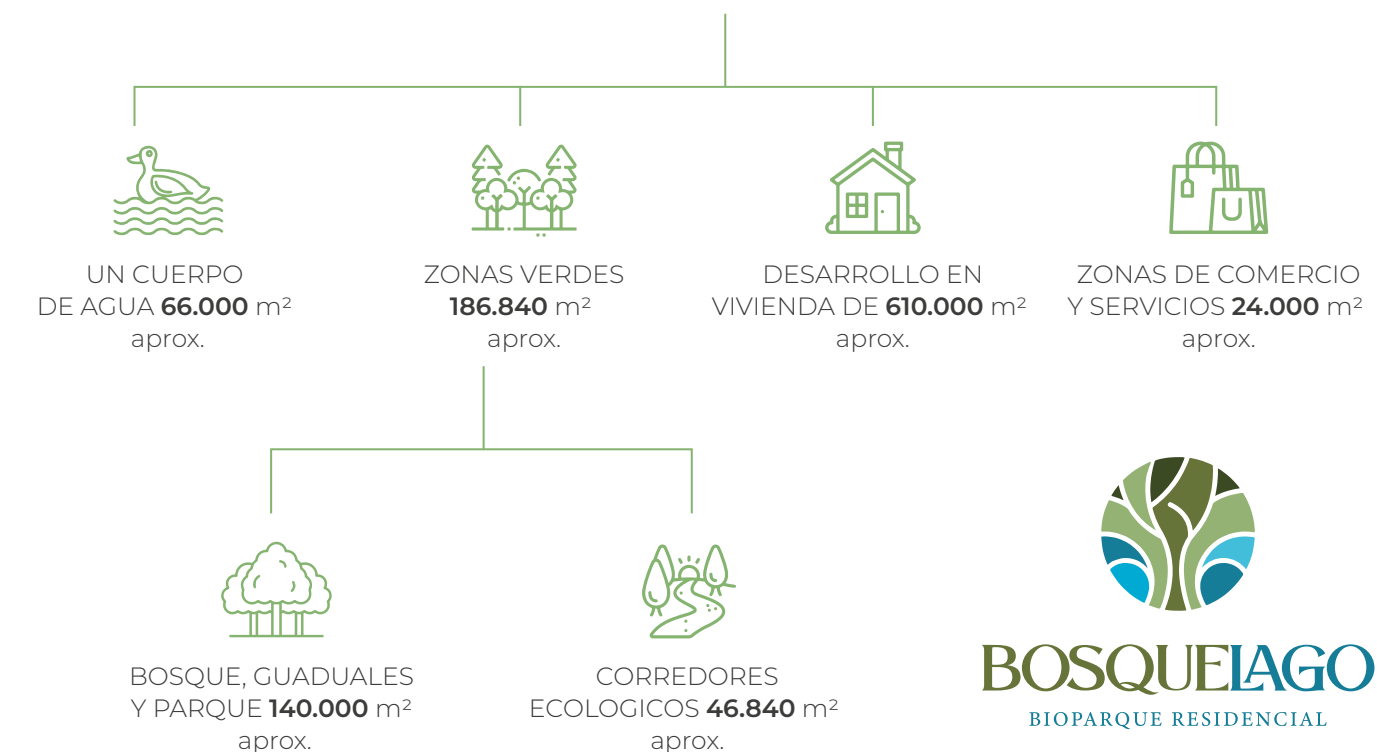 UN CUERPO
DE AGUA 66.000 m²
aprox.
ZONAS VERDES
186.840 m²
aprox.
DESARROLLO EN
VIVIENDA DE 610.000 m²
aprox.
ZONAS DE COMERCIO
Y SERVICIOS 24.000 m²
aprox.
BOSQUE, GUADUALES
Y PARQUE 140.000 m²
aprox.
CORREDORES
ECOLOGICOS 46.840 m²
aprox.
BOSQUELAGO
BIOPARQUE RESIDENCIAL